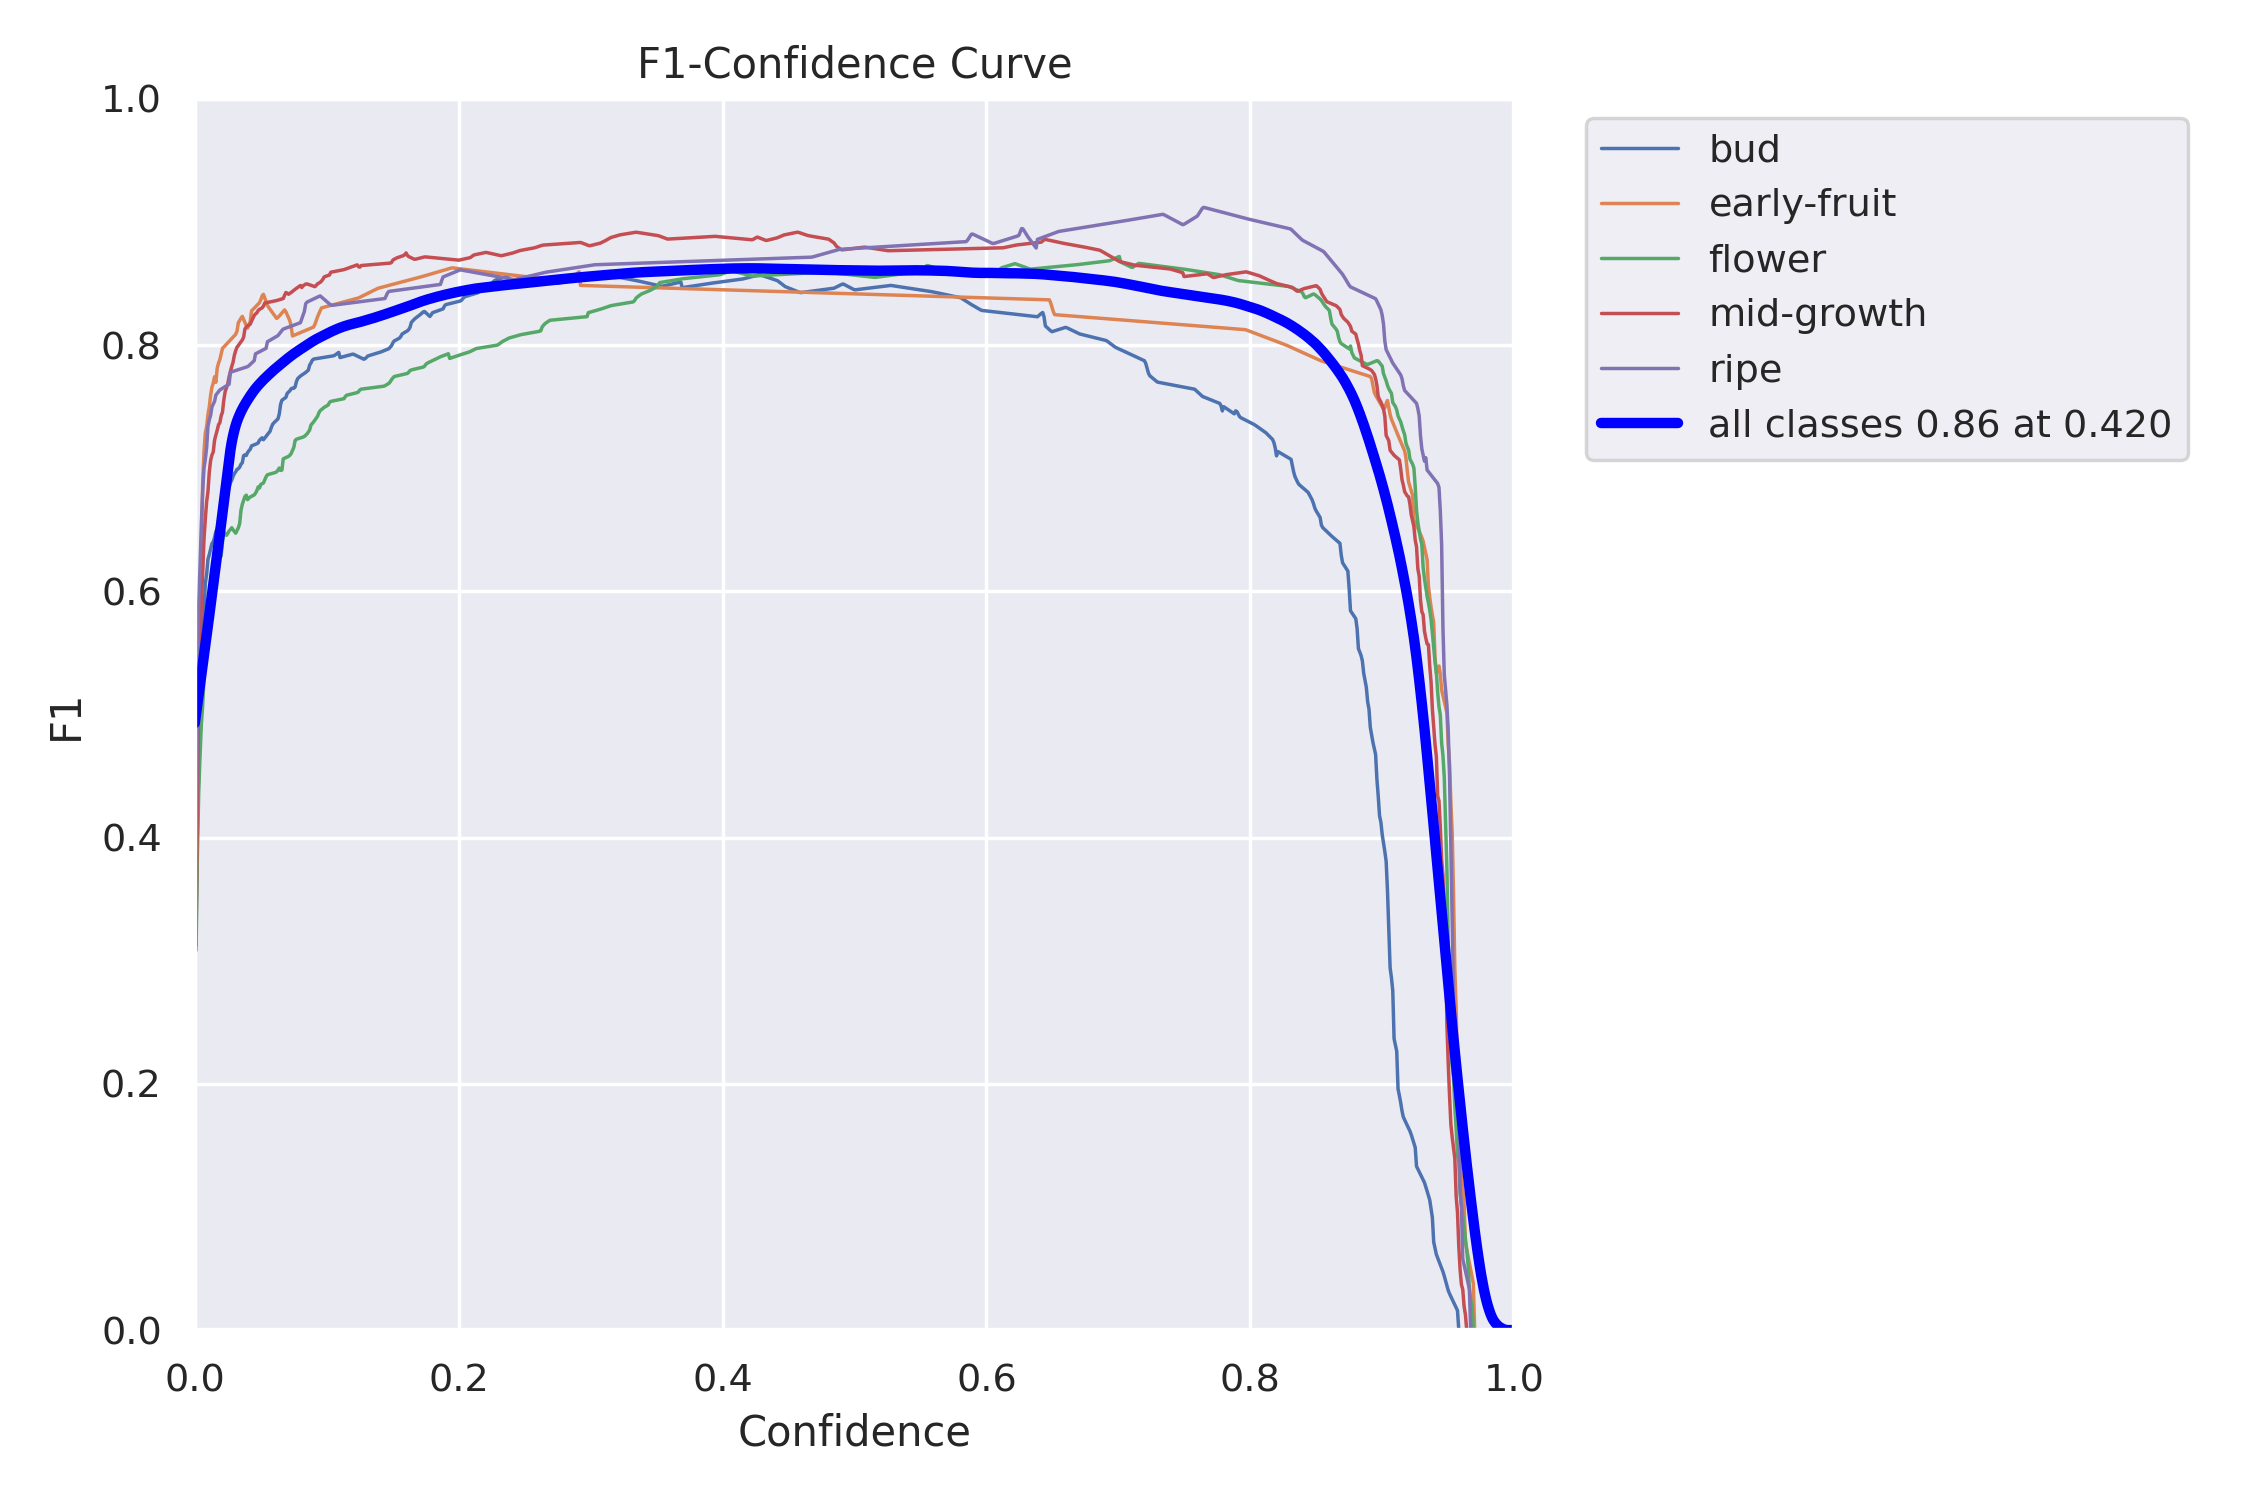 F1-Confidence Curve
1.0
0.8
0.6
0.4
0.2
0.0
F1
0.0 0.2 0.4 0.6 0.8 1.0
Confidence
bud
early-fruit
flower
mid-growth
ripe
all classes 0.86 at 0.420